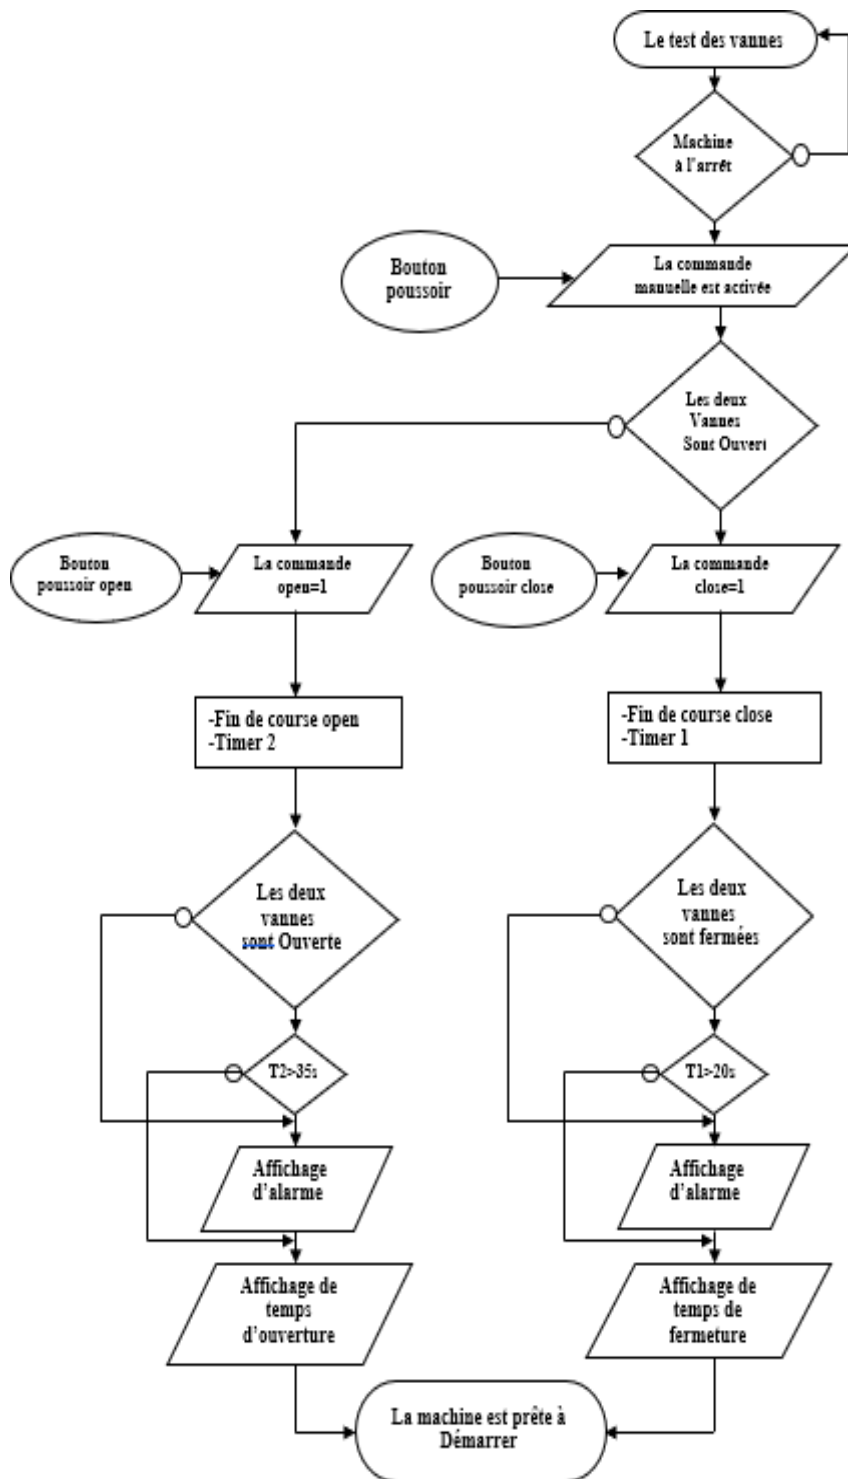 Le test des vannes
Machine
à l'arrêt
Bouton
poussoir
La commande
manuelle est activée
Les deux
Vannes
Sont Ouvert
Bouton
poussoir open
La commande
open=1
Bouton
poussoir close
La commande
close=1
-Fin de course open
-Timer 2
-Fin de course close
-Timer 1
Les deux
vannes
sont Ouverte
Les deux
vannes
sont fermées
T2>35s
T1>20s
Affichage
d'alarme
Affichage
d'alarme
Affichage de
temps
d'ouverture
Affichage de
temps de
fermeture
La machine est prête à
Démarrer